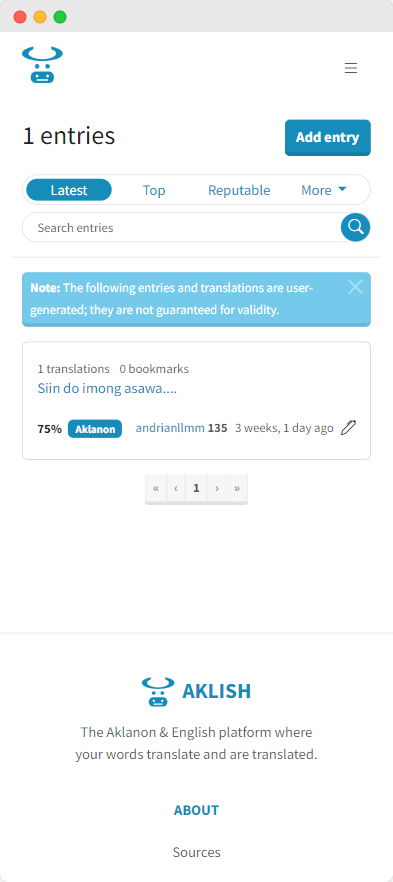 1 entries
Add entry
Latest
Top
Reputable
More
Search entries
Note: The following entries and translations are user-
generated; they are not guaranteed for validity.
1 translations 0 bookmarks
Siin do imong asawa....
75% Aklanon andrianllmm 135 3 weeks, 1 day ago
« ‹ 1 › »
AKLISH
The Aklanon & English platform where
your words translate and are translated.
ABOUT
Sources